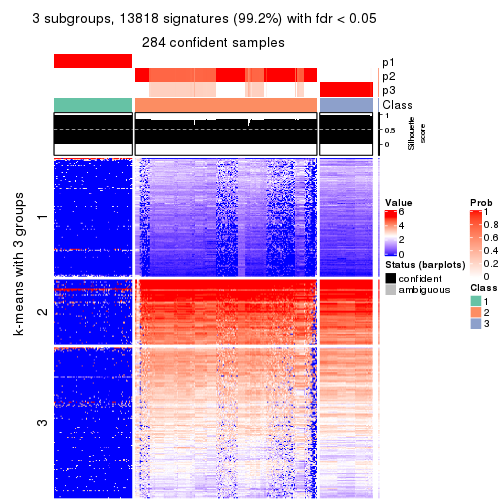 3 subgroups, 13818 signatures (99.2%) with fdr < 0.05
284 confident samples
p1
p2
p3
Class
1
0.5
0
Silhouette
score
k-means with 3 groups
1
2
3
Value
6
4
2
0
Status (barplots)
confident
ambiguous
Prob
1
0.8
0.6
0.4
0.2
0
Class
1
2
3